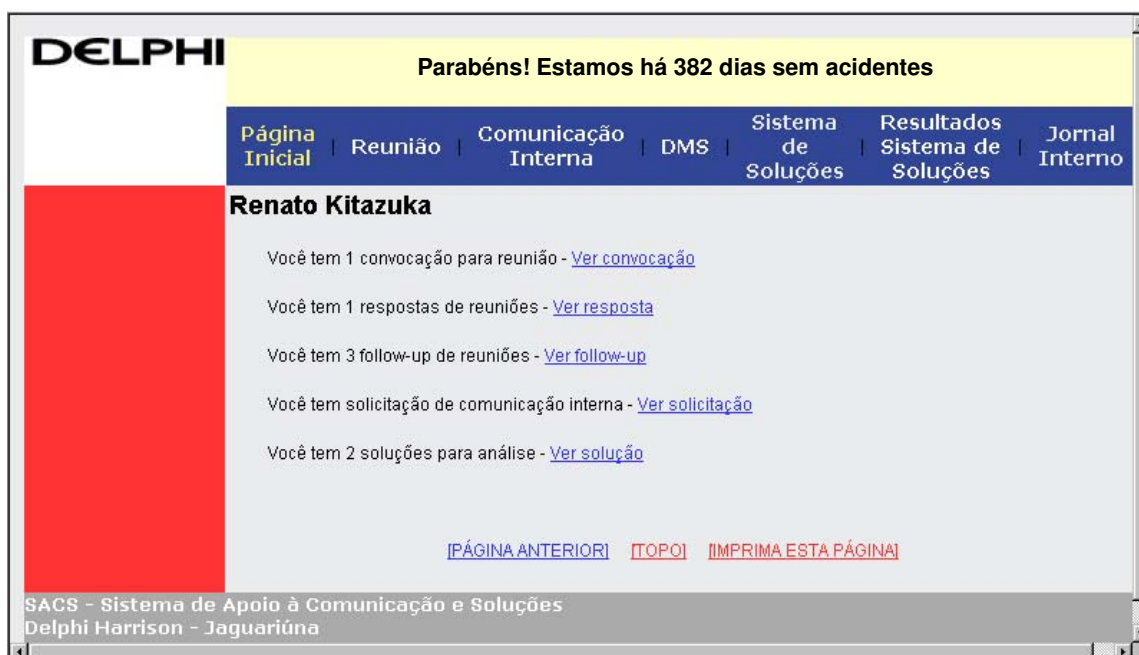 DELPHI
Parabéns! Estamos há 382 dias sem acidentes
Página Inicial | Reunião | Comunicação Interna | DMS | Sistema de Soluções | Resultados Sistema de Soluções | Jornal Interno
Renato Kitazuka
Você tem 1 convocação para reunião - Ver convocação
Você tem 1 respostas de reuniões - Ver resposta
Você tem 3 follow-up de reuniões - Ver follow-up
Você tem solicitação de comunicação interna - Ver solicitação
Você tem 2 soluções para análise - Ver solução
[PÁGINA ANTERIOR] [TOPO] [IMPRIMA ESTA PÁGINA]
SACS - Sistema de Apoio à Comunicação e Soluções
Delphi Harrison - Jaguariúna